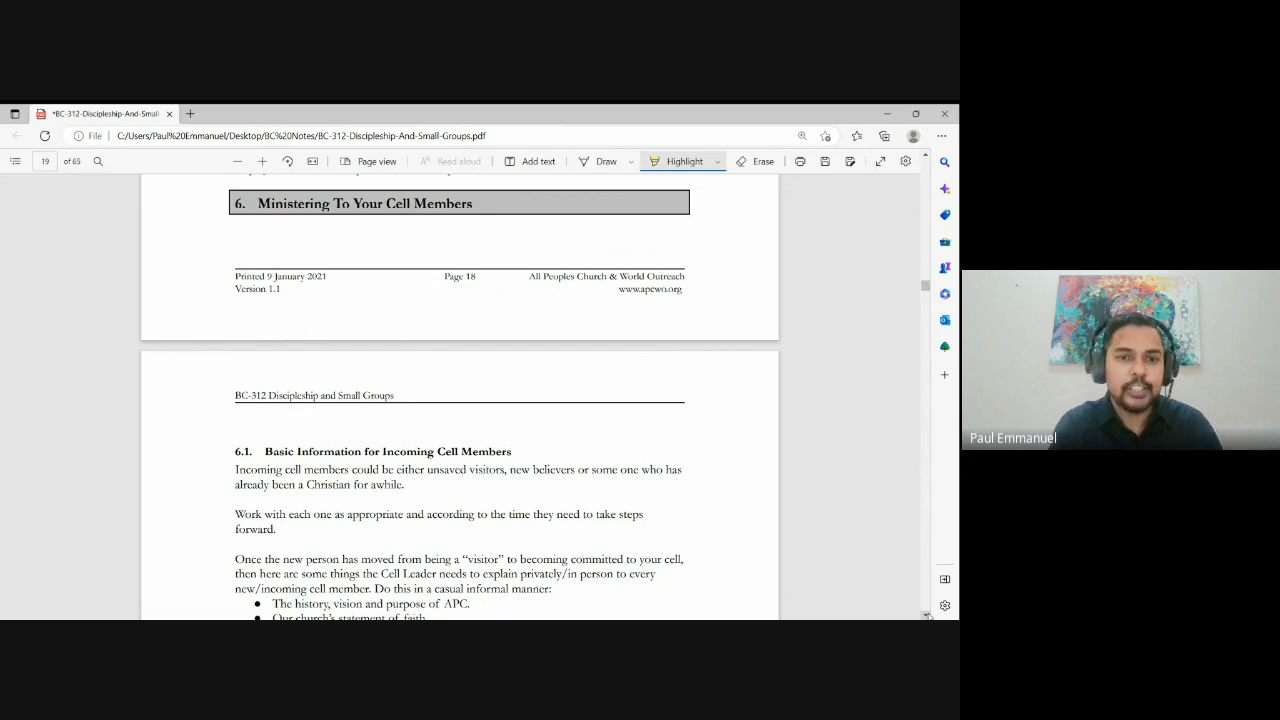 *BC-312-Discipleship-And-Small
File
C:/Users/Paul%20Emmanuel/Desktop/BC%20Notes/BC-312-Discipleship-And-Small-Groups.pdf
19 of 65
Page view
Read aloud
Add text
Draw
Highlight
Erase
6. Ministering To Your Cell Members
Printed 9 January 2021 Page 18 All Peoples Church & World Outreach
Version 1.1 www.apcwo.org
BC-312 Discipleship and Small Groups
6.1. Basic Information for Incoming Cell Members
Incoming cell members could be either unsaved visitors, new believers or some one who has
already been a Christian for awhile.
Work with each one as appropriate and according to the time they need to take steps
forward.
Once the new person has moved from being a “visitor” to becoming committed to your cell,
then here are some things the Cell Leader needs to explain privately/in person to every
new/incoming cell member. Do this in a casual informal manner:
● The history, vision and purpose of APC.
● Our church's statement of faith
Paul Emmanuel